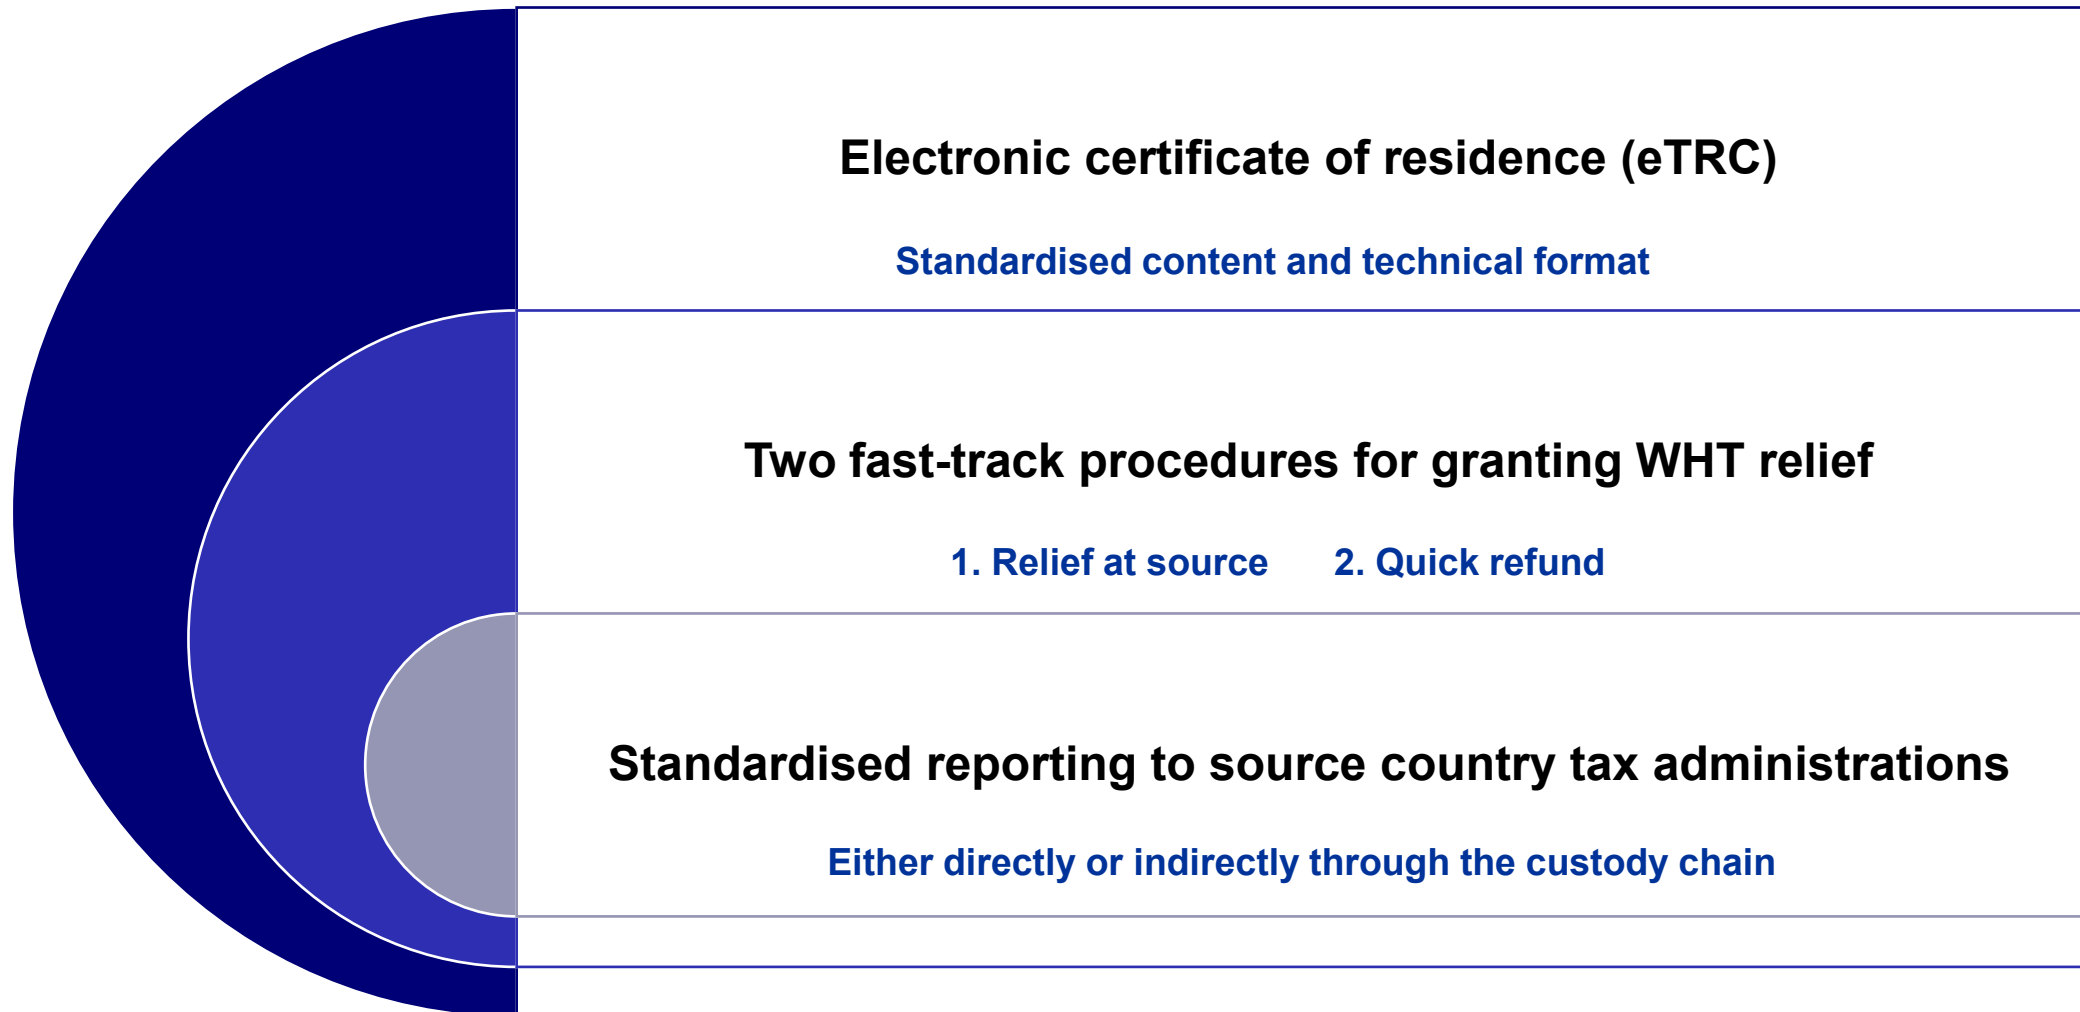 Electronic certificate of residence (eTRC)
Standardised content and technical format
Two fast-track procedures for granting WHT relief
1. Relief at source 2. Quick refund
Standardised reporting to source country tax administrations
Either directly or indirectly through the custody chain